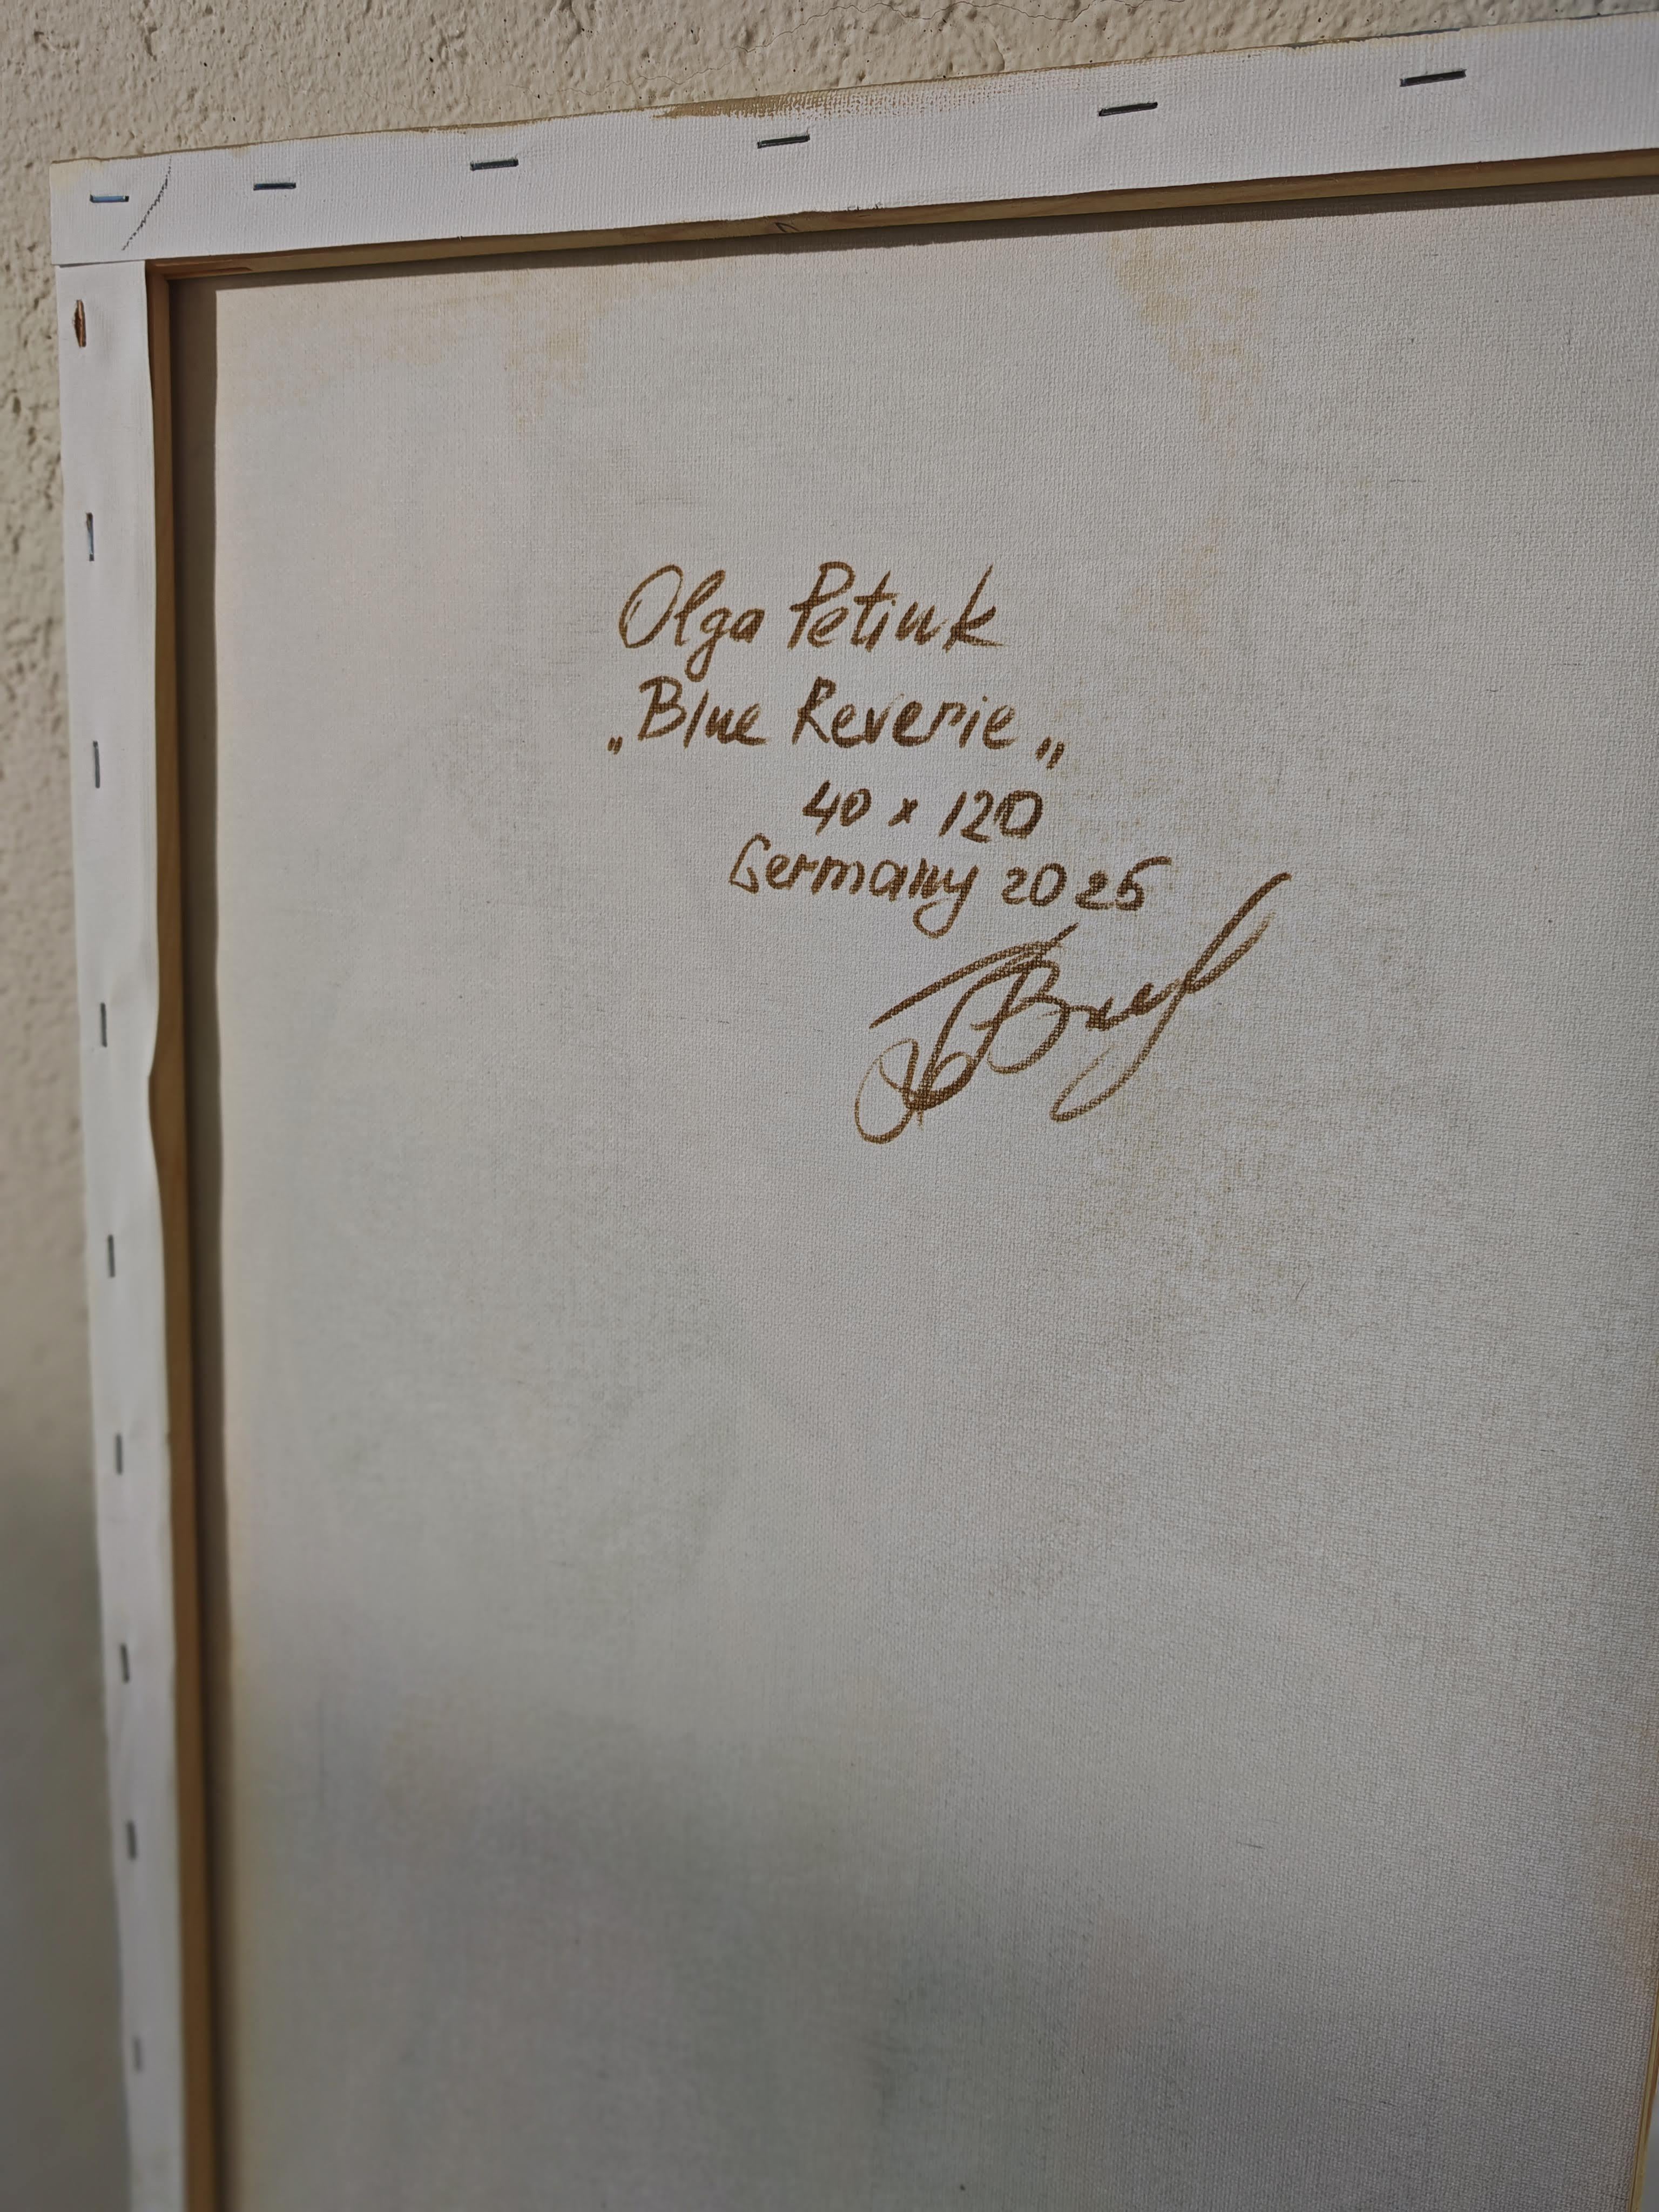 Olga Petiuk
„Blue Reverie„
40 x 120
Germany 2025